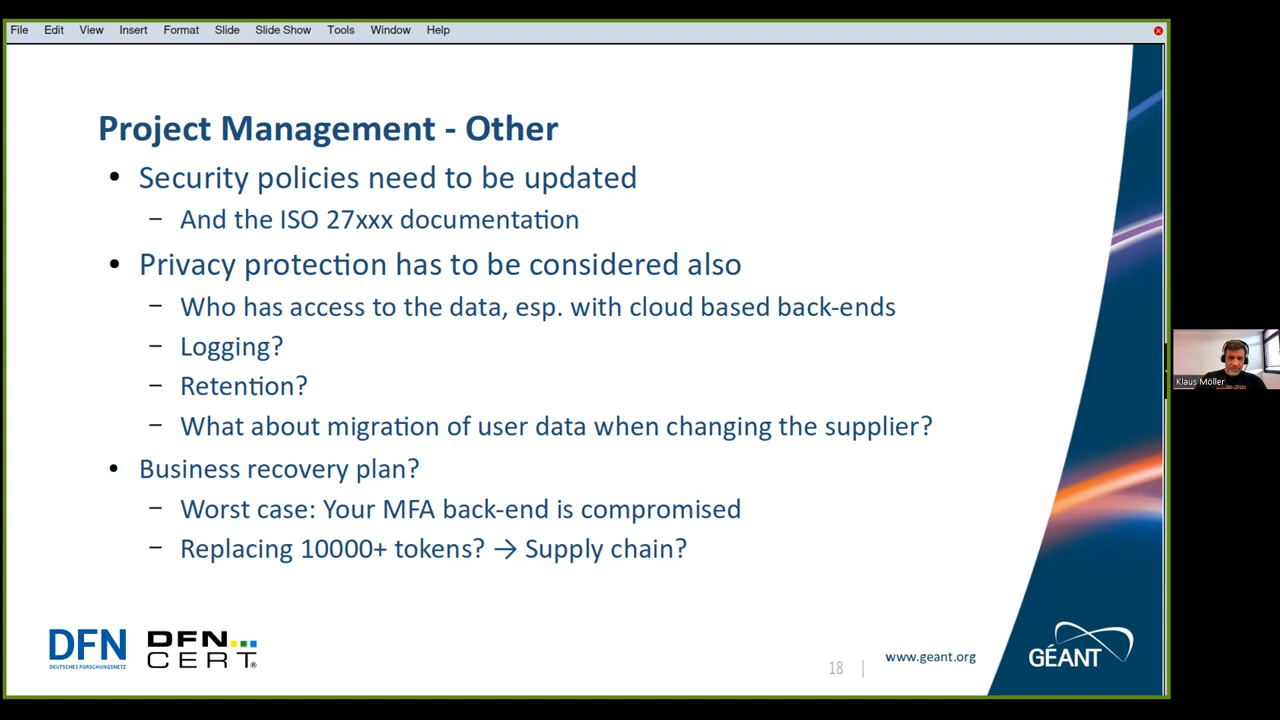 File Edit View Insert Format Slide Slide Show Tools Window Help
Project Management - Other
• Security policies need to be updated
– And the ISO 27xxx documentation
• Privacy protection has to be considered also
– Who has access to the data, esp. with cloud based back-ends
– Logging?
– Retention?
– What about migration of user data when changing the supplier?
• Business recovery plan?
– Worst case: Your MFA back-end is compromised
– Replacing 10000+ tokens? → Supply chain?
Klaus Möller
DFN
DEUTSCHES FORSCHUNGSNETZ
DFN
CERT®
18
www.geant.org
GÉANT